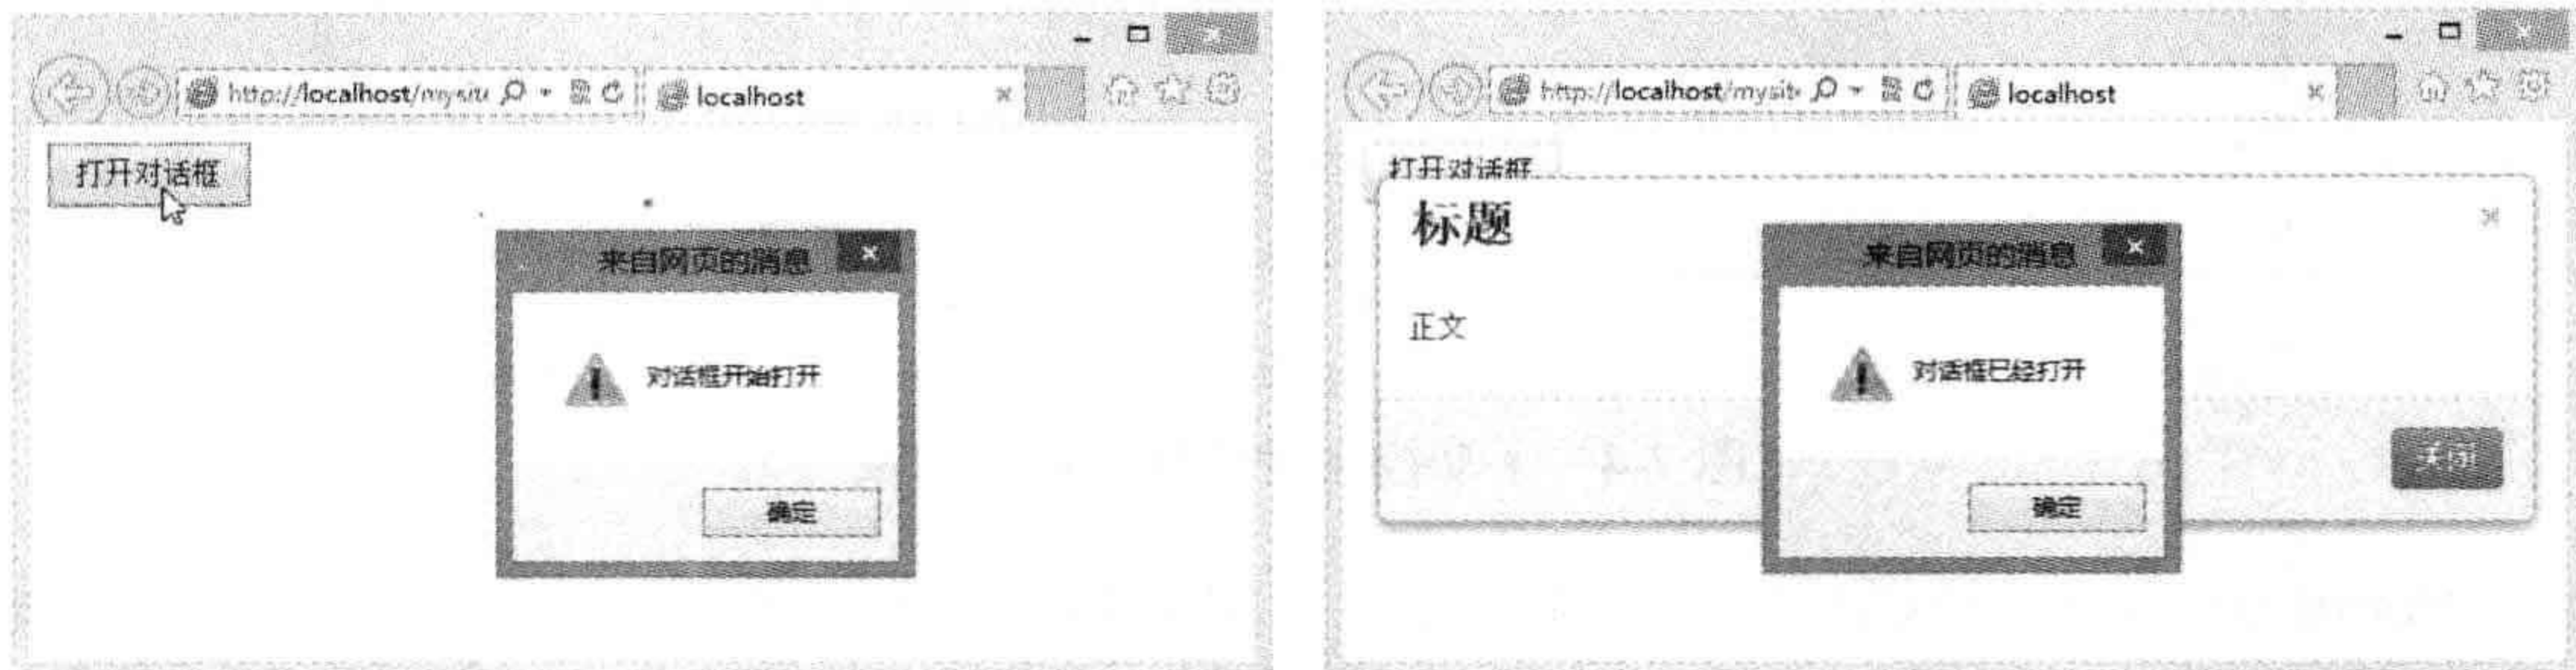 http://localhost/mysit
localhost
打开对话框
来自网页的消息
对话框开始打开
确定
http://localhost/mysit
localhost
打开对话框
标题
正文
来自网页的消息
对话框已经打开
确定
关闭